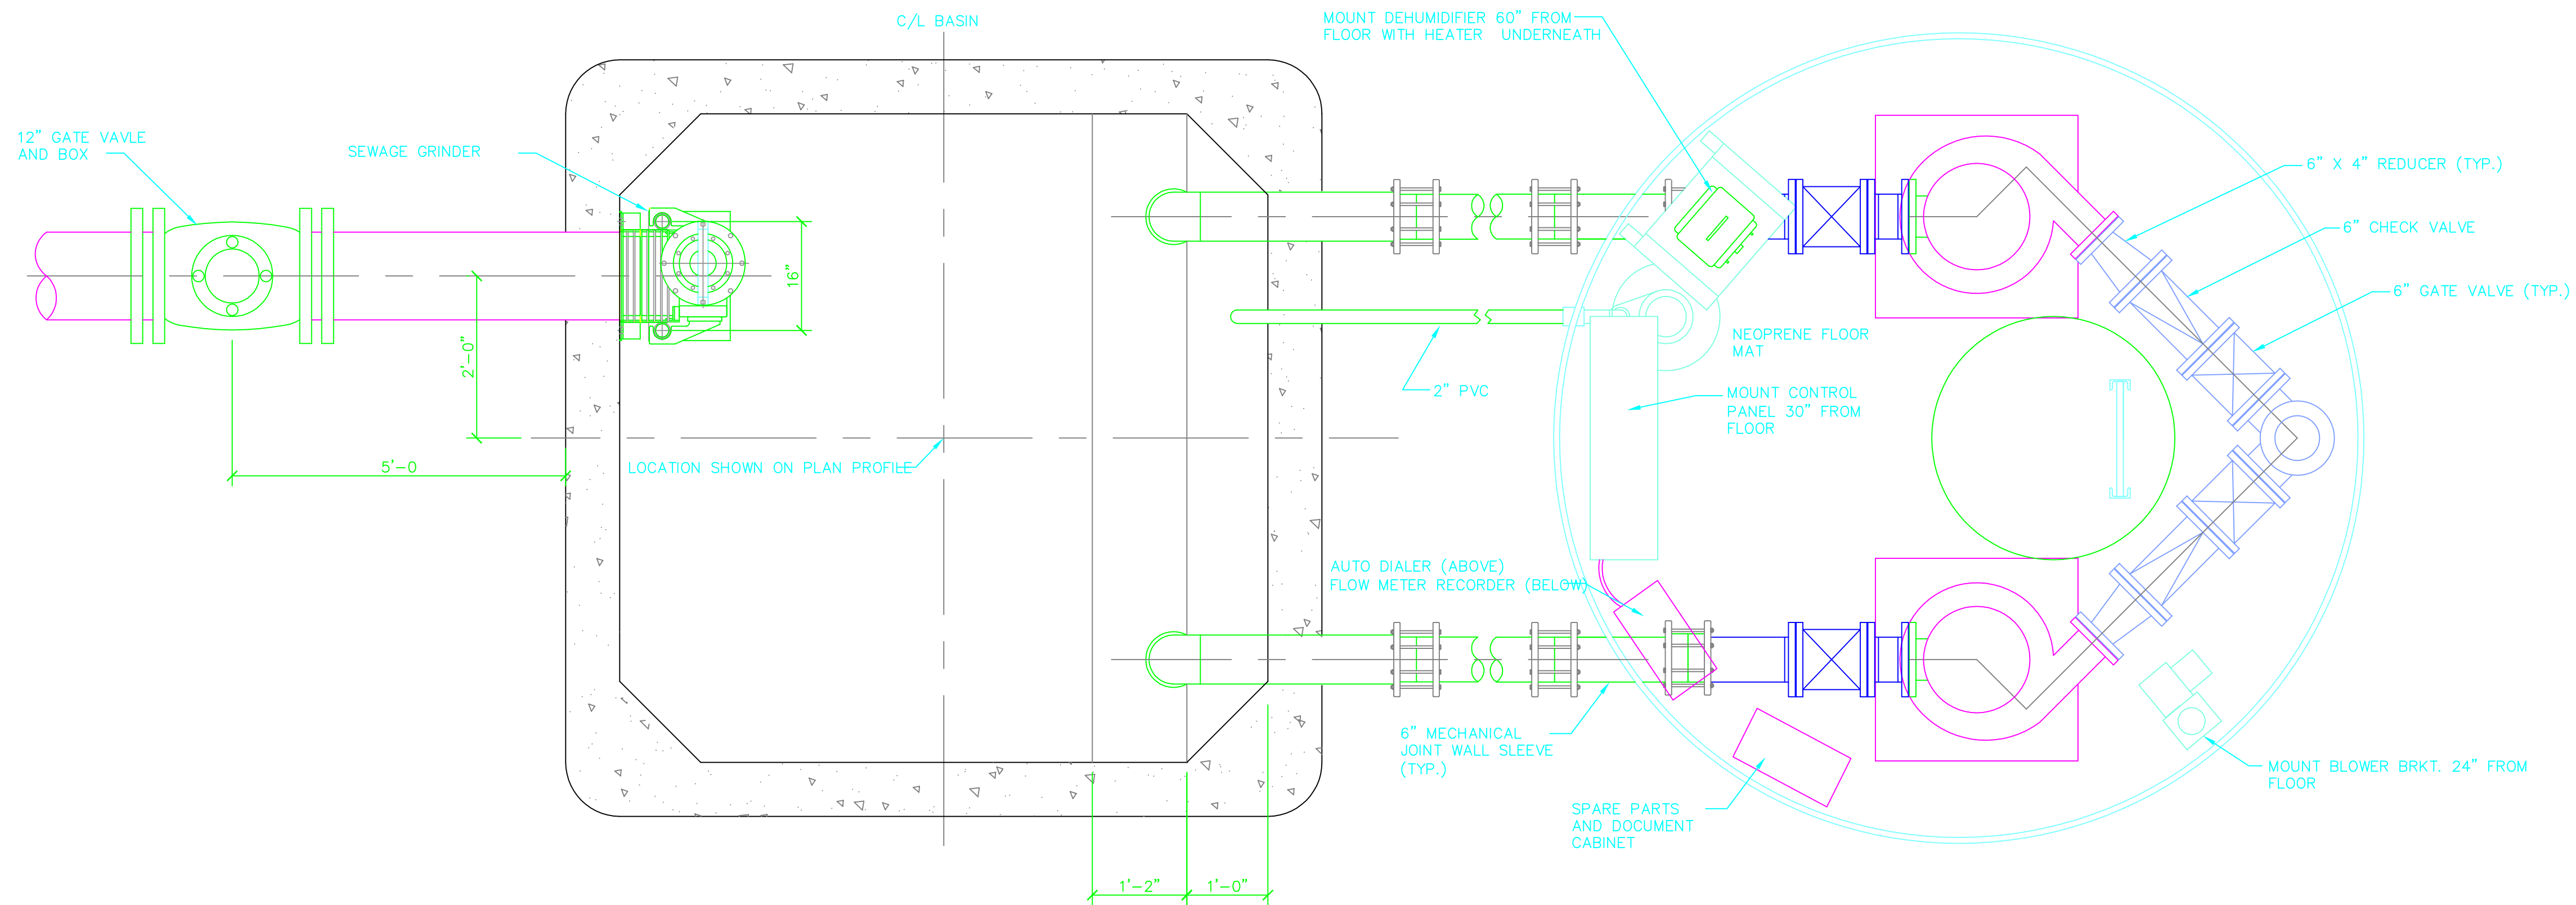 C/L BASIN
MOUNT DEHUMIDIFIER 60" FROM
FLOOR WITH HEATER UNDERNEATH
12" GATE VAVLE
AND BOX
SEWAGE GRINDER
6" X 4" REDUCER (TYP.)
6" CHECK VALVE
6" GATE VALVE (TYP.)
16"
2'-0"
NEOPRENE FLOOR
MAT
2" PVC
MOUNT CONTROL
PANEL 30" FROM
FLOOR
5'-0
LOCATION SHOWN ON PLAN PROFILE
AUTO DIALER (ABOVE)
FLOW METER RECORDER (BELOW)
6" MECHANICAL
JOINT WALL SLEEVE
(TYP.)
MOUNT BLOWER BRKT. 24" FROM
FLOOR
SPARE PARTS
AND DOCUMENT
CABINET
1'-2"
1'-0"